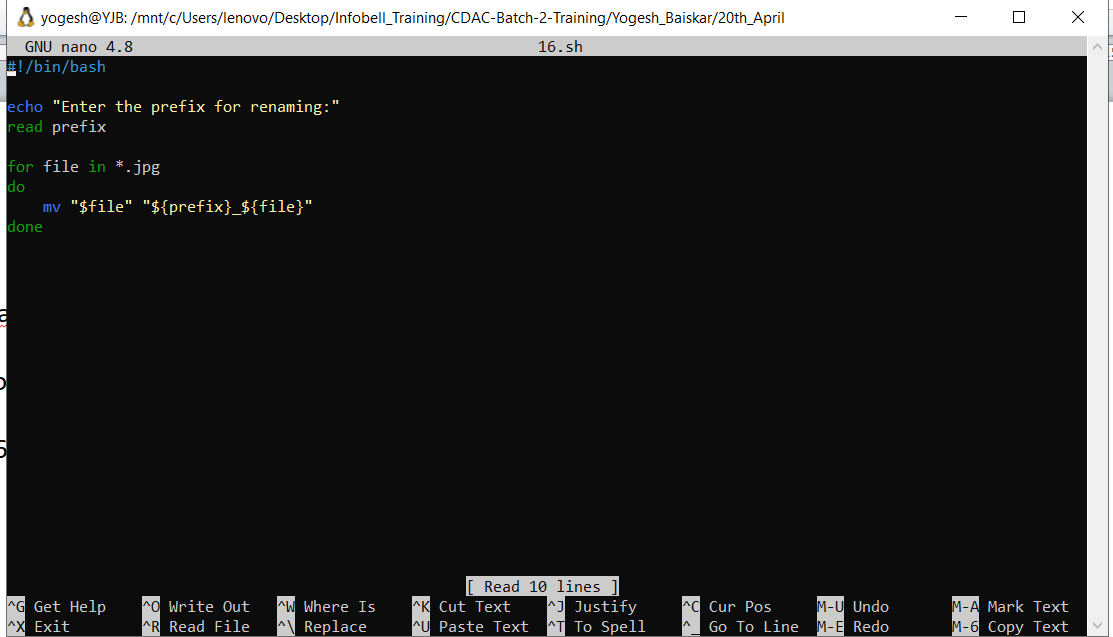 yogesh@YJB: /mnt/c/Users/lenovo/Desktop/Infobell_Training/CDAC-Batch-2-Training/Yogesh_Baiskar/20th_April
GNU nano 4.8 16.sh
#!/bin/bash
echo "Enter the prefix for renaming:"
read prefix
for file in *.jpg
do
    mv "$file" "${prefix}_${file}"
done
[ Read 10 lines ]
^G Get Help ^O Write Out ^W Where Is ^K Cut Text ^J Justify ^C Cur Pos M-U Undo M-A Mark Text
^X Exit ^R Read File ^\ Replace ^U Paste Text ^T To Spell ^_ Go To Line M-E Redo M-6 Copy Text